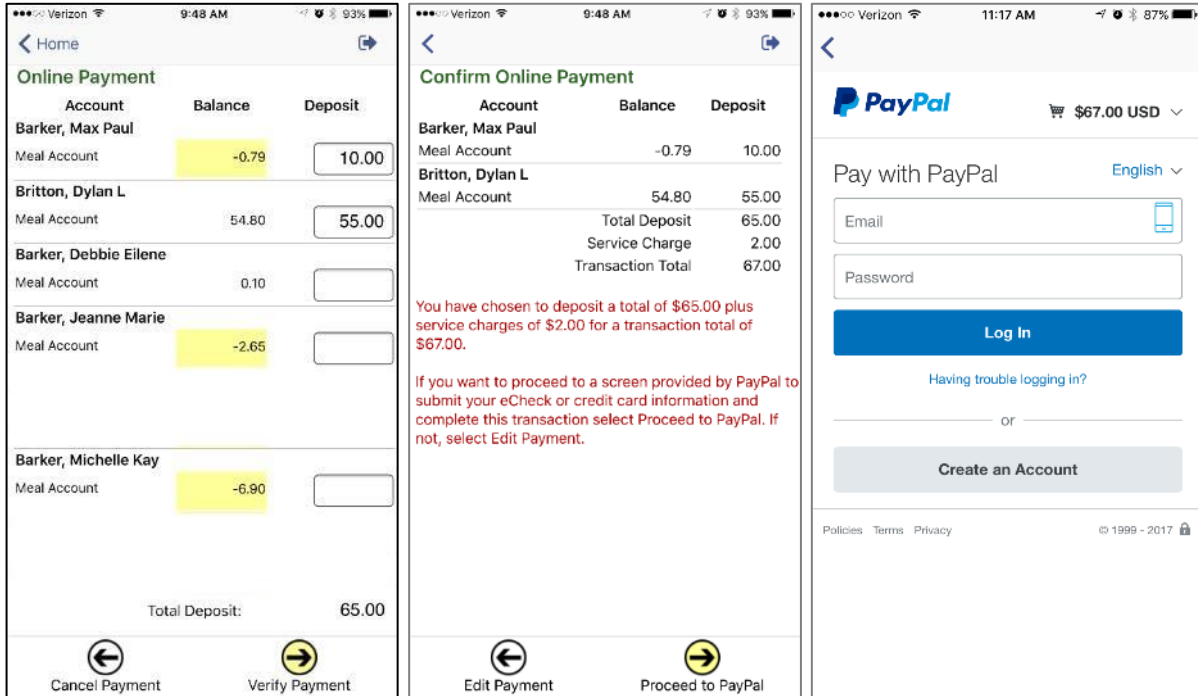 Verizon 9:48 AM 93%
Home
Online Payment
Account Balance Deposit
Barker, Max Paul
Meal Account -0.79 10.00
Britton, Dylan L
Meal Account 54.80 55.00
Barker, Debbie Eilene
Meal Account 0.10
Barker, Jeanne Marie
Meal Account -2.65
Barker, Michelle Kay
Meal Account -6.90
Total Deposit: 65.00
Cancel Payment Verify Payment
Verizon 9:48 AM 93%
Confirm Online Payment
Account Balance Deposit
Barker, Max Paul
Meal Account -0.79 10.00
Britton, Dylan L
Meal Account 54.80 55.00
Total Deposit 65.00
Service Charge 2.00
Transaction Total 67.00
You have chosen to deposit a total of $65.00 plus
service charges of $2.00 for a transaction total of
$67.00.
If you want to proceed to a screen provided by PayPal to
submit your eCheck or credit card information and
complete this transaction select Proceed to PayPal. If
not, select Edit Payment.
Edit Payment Proceed to PayPal
Verizon 11:17 AM 87%
PayPal $67.00 USD
Pay with PayPal English
Email
Password
Log In
Having trouble logging in?
or
Create an Account
Policies Terms Privacy © 1999 - 2017